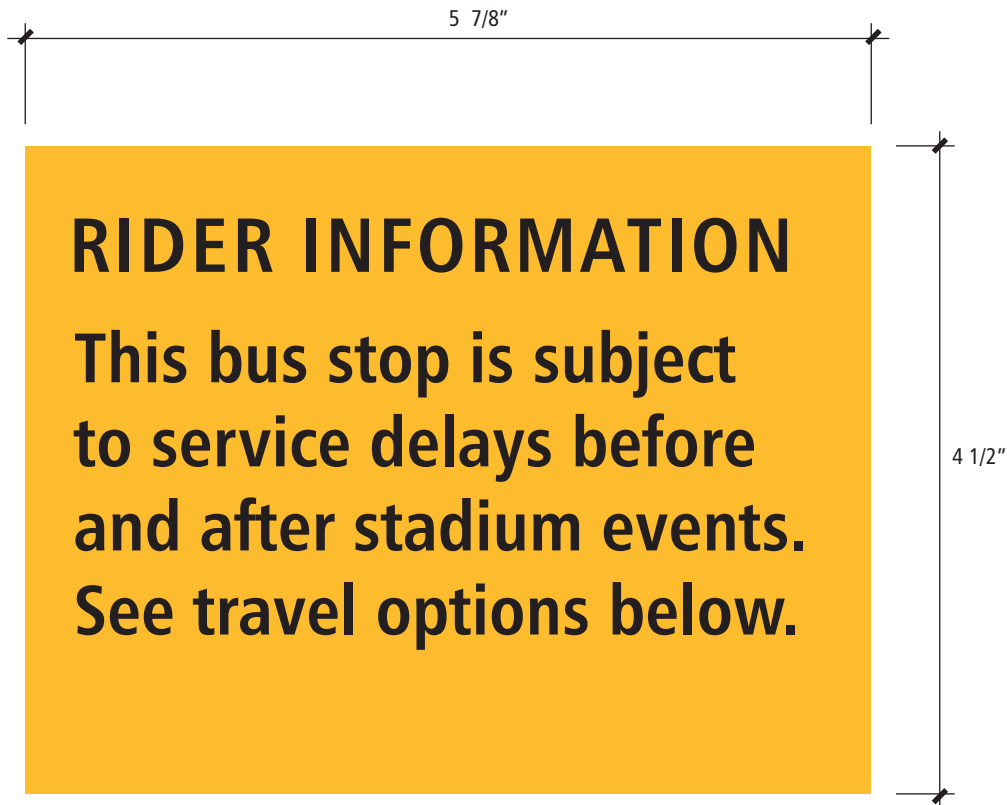 5 7/8”
RIDER INFORMATION
This bus stop is subject
to service delays before
and after stadium events.
See travel options below.
4 1/2”